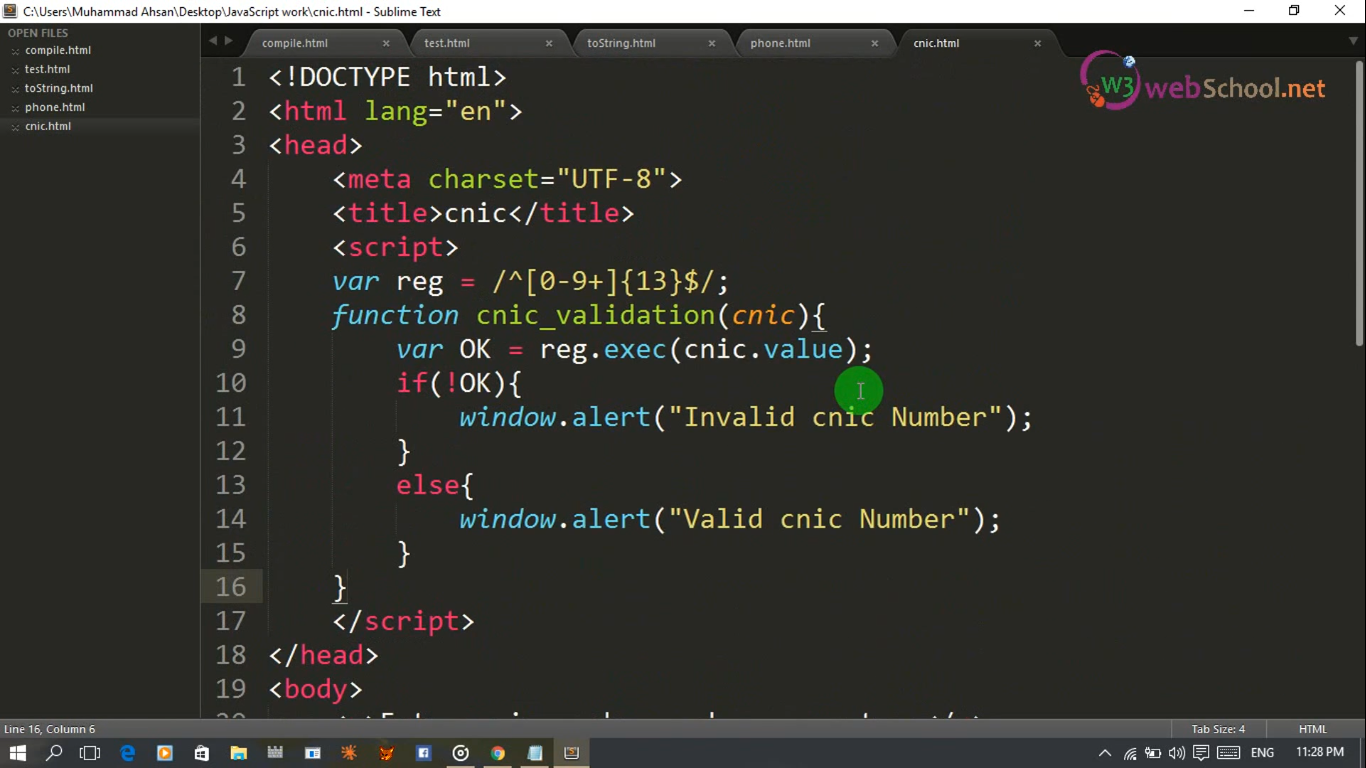 C:\Users\Muhammad Ahsan\Desktop\JavaScript work\cnic.html - Sublime Text
OPEN FILES
compile.html
test.html
toString.html
phone.html
cnic.html
compile.html test.html toString.html phone.html cnic.html
W3 webSchool.net
1 <!DOCTYPE html>
2 <html lang="en">
3 <head>
4 <meta charset="UTF-8">
5 <title>cnic</title>
6 <script>
7 var reg = /^[0-9+]{13}$/;
8 function cnic_validation(cnic){
9 var OK = reg.exec(cnic.value);
10 if(!OK){
11 window.alert("Invalid cnic Number");
12 }
13 else{
14 window.alert("Valid cnic Number");
15 }
16 }
17 </script>
18 </head>
19 <body>
Line 16, Column 6 Tab Size: 4 HTML
ENG 11:28 PM